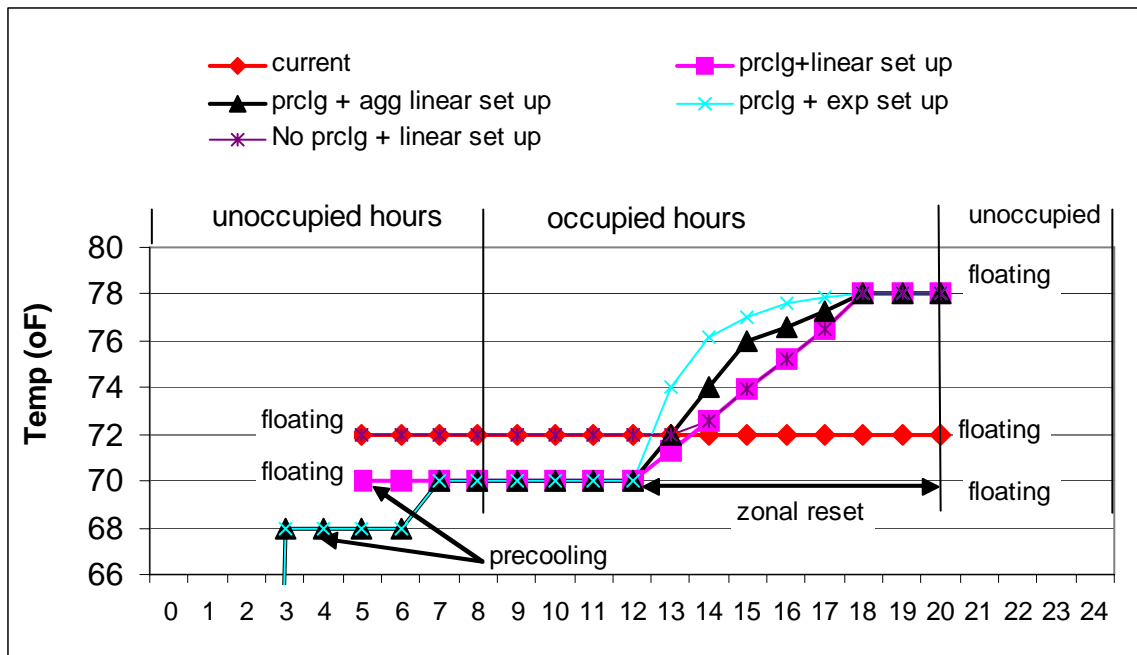 current
prclg+linear set up
prclg + agg linear set up
prclg + exp set up
No prclg + linear set up
unoccupied hours
occupied hours
unoccupied
80
78
76
74
72
70
68
66
Temp (oF)
floating
floating
floating
floating
floating
zonal reset
precooling
0 1 2 3 4 5 6 7 8 9 10 11 12 13 14 15 16 17 18 19 20 21 22 23 24